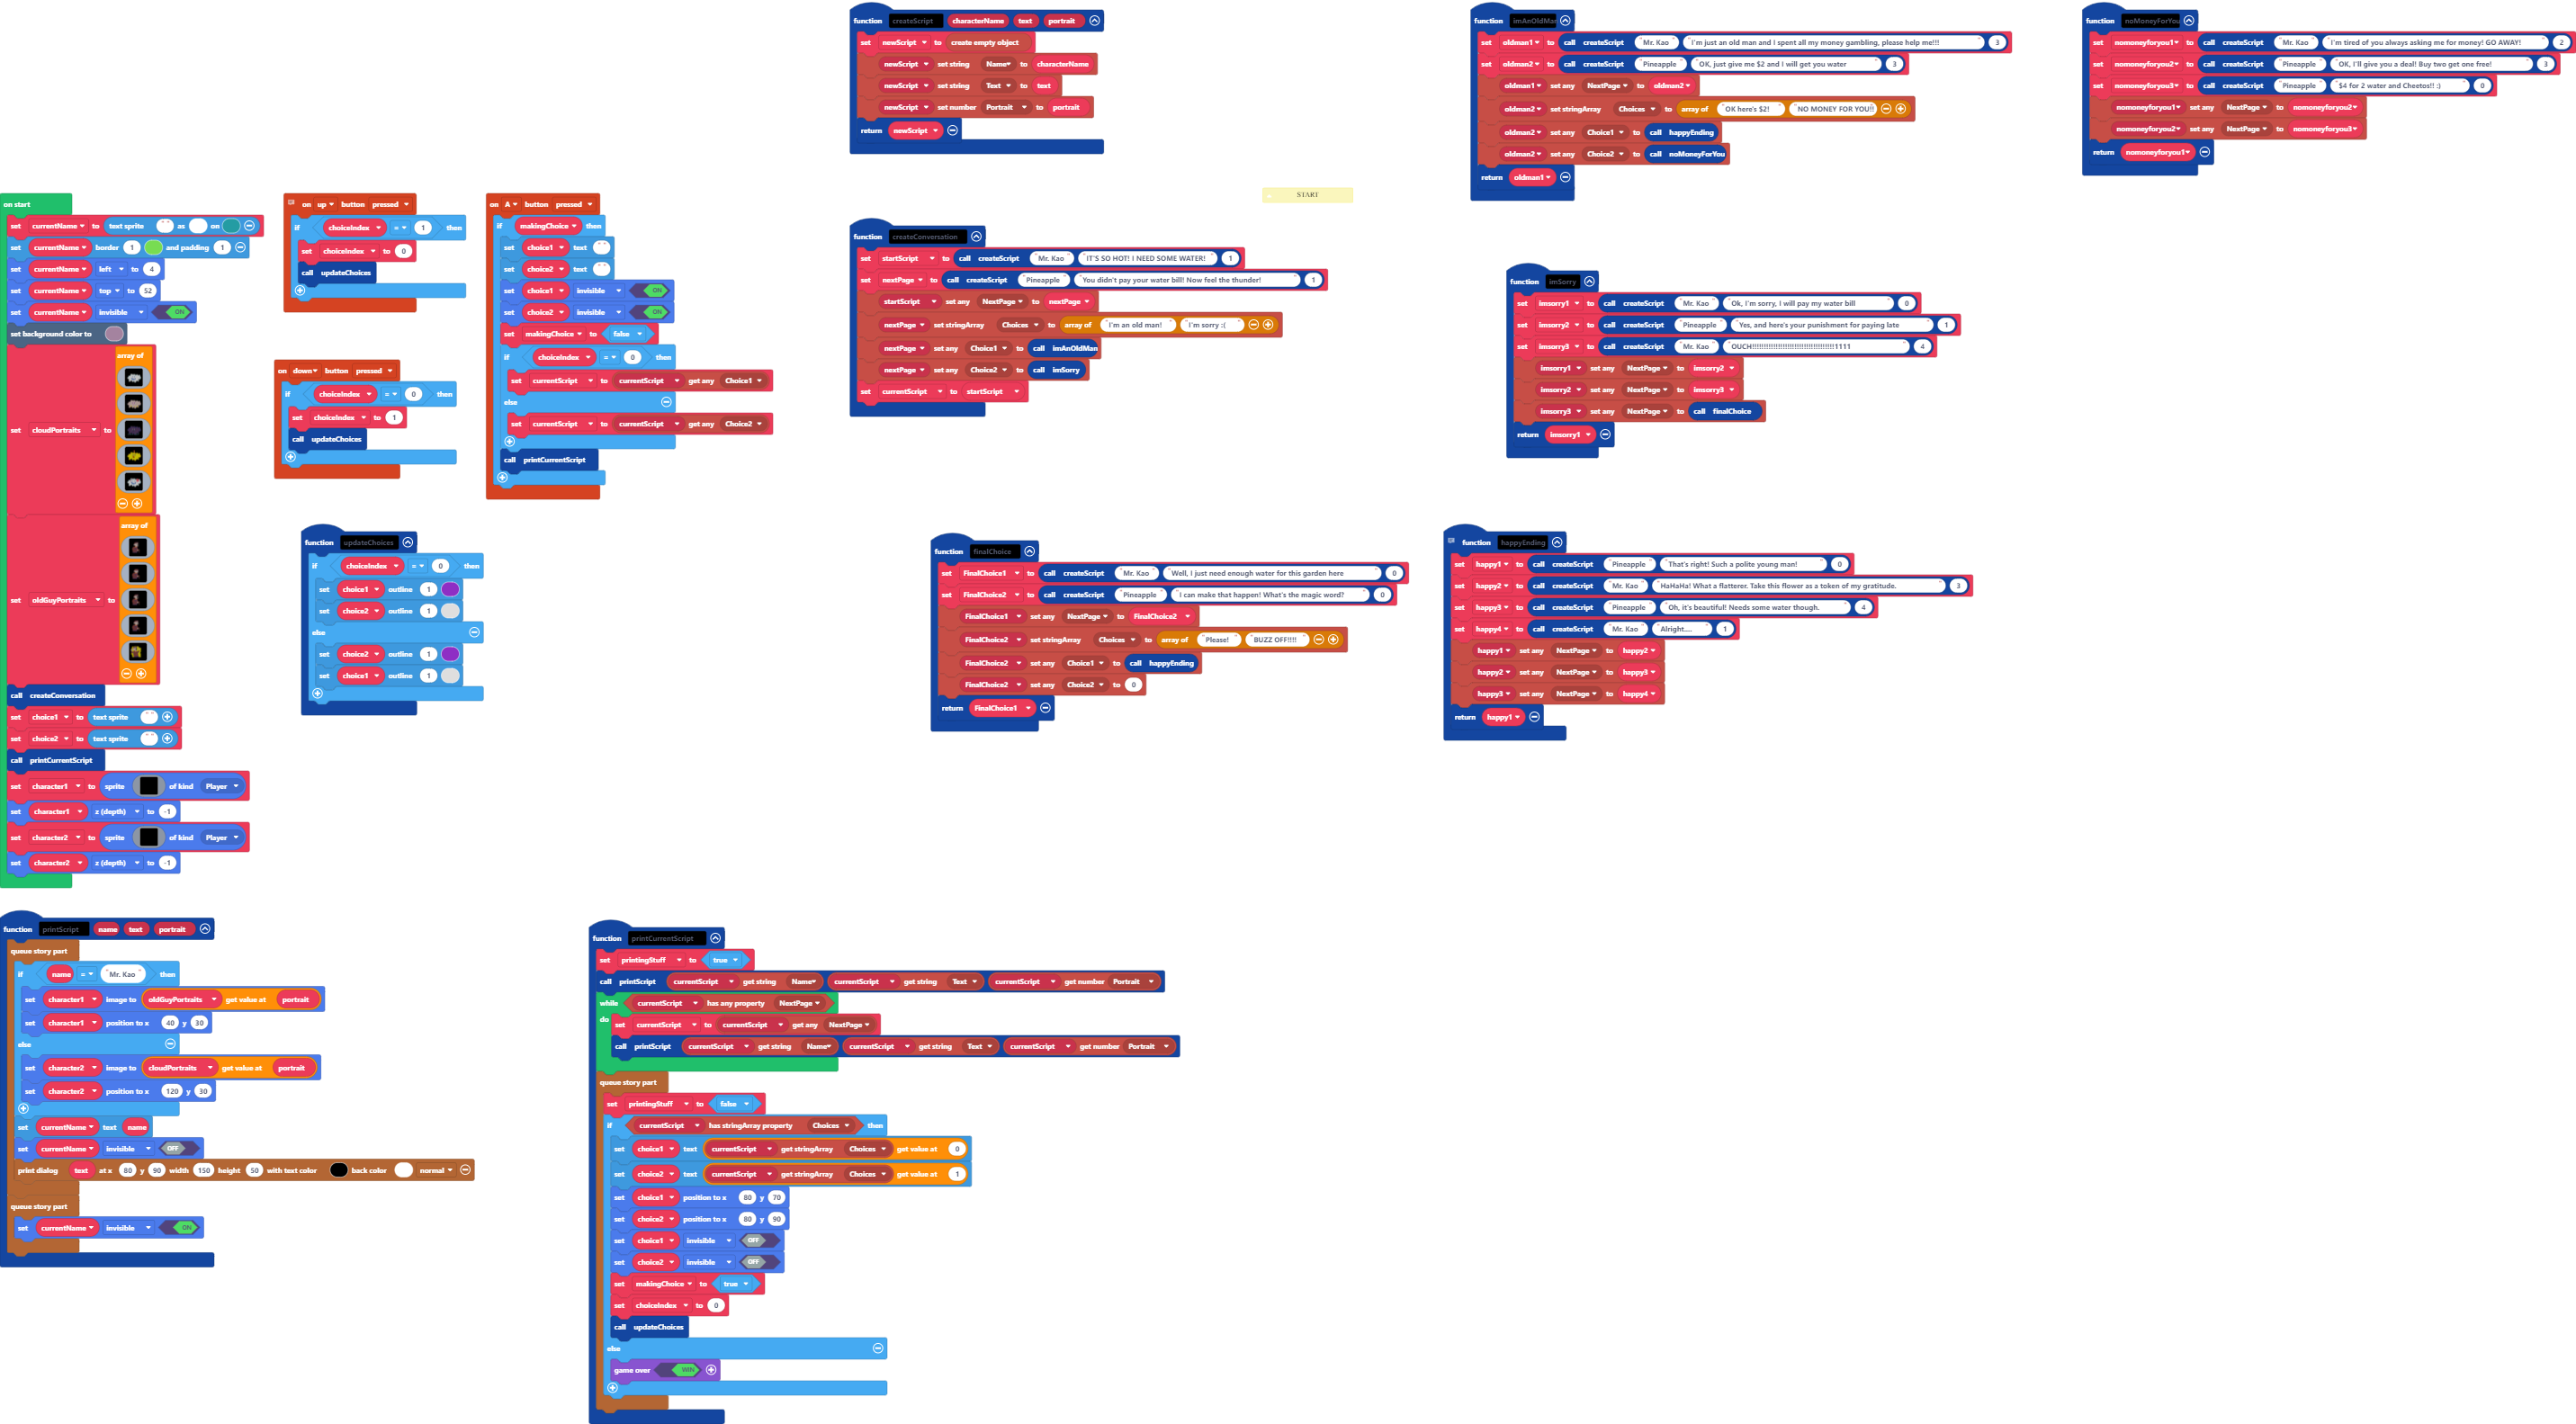 function createScript characterName text portrait
set newScript to create empty object
newScript set string Name to characterName
newScript set string Text to text
newScript set number Portrait to portrait
return newScript
function imAnOldMan
set oldman1 to call createScript "Mr. Kao" "I'm just an old man and I spent all my money gambling, please help me!!!" 3
set oldman2 to call createScript "Pineapple" "OK, just give me $2 and I will get you water" 3
oldman1 set any NextPage to oldman2
oldman2 set stringArray Choices to array of "OK here's $2!" "NO MONEY FOR YOU!!"
oldman2 set any Choice1 to call happyEnding
oldman2 set any Choice2 to call noMoneyForYou
return oldman1
function noMoneyForYou
set nomoneyforyou1 to call createScript "Mr. Kao" "I'm tired of you always asking me for money! GO AWAY!" 2
set nomoneyforyou2 to call createScript "Pineapple" "OK, I'll give you a deal! Buy two get one free!" 3
set nomoneyforyou3 to call createScript "Pineapple" "$4 for 2 water and Cheetos!! :)" 0
nomoneyforyou1 set any NextPage to nomoneyforyou2
nomoneyforyou2 set any NextPage to nomoneyforyou3
return nomoneyforyou1
on start
set currentName to text sprite " " as on
set currentName border 1 and padding 1
set currentName left to 4
set currentName top to 52
set currentName invisible ON
set background color to
set cloudPortraits to array of
set oldGuyPortraits to array of
call createConversation
set choice1 to text sprite " "
set choice2 to text sprite " "
call printCurrentScript
set character1 to sprite of kind Player
set character1 z (depth) to -1
set character2 to sprite of kind Player
set character2 z (depth) to -1
on up button pressed
if choiceIndex = 1 then
set choiceIndex to 0
call updateChoices
on down button pressed
if choiceIndex = 0 then
set choiceIndex to 1
call updateChoices
on A button pressed
if makingChoice then
set choice1 text " "
set choice2 text " "
set choice1 invisible ON
set choice2 invisible ON
set makingChoice to false
if choiceIndex = 0 then
set currentScript to currentScript get any Choice1
else
set currentScript to currentScript get any Choice2
call printCurrentScript
START
function createConversation
set startScript to call createScript "Mr. Kao" "IT'S SO HOT! I NEED SOME WATER!" 1
set nextPage to call createScript "Pineapple" "You didn't pay your water bill! Now feel the thunder!" 1
startScript set any NextPage to nextPage
nextPage set stringArray Choices to array of "I'm an old man!" "I'm sorry :("
nextPage set any Choice1 to call imAnOldMan
nextPage set any Choice2 to call imSorry
set currentScript to startScript
function imSorry
set imsorry1 to call createScript "Mr. Kao" "Ok, I'm sorry, I will pay my water bill" 0
set imsorry2 to call createScript "Pineapple" "Yes, and here's your punishment for paying late" 1
imsorry1 set any NextPage to imsorry2
imsorry2 set any NextPage to imsorry3
imsorry3 set any NextPage to call finalChoice
return imsorry1
function updateChoices
if choiceIndex = 0 then
set choice1 outline 1
set choice2 outline 1
else
set choice2 outline 1
set choice1 outline 1
function finalChoice
set FinalChoice1 to call createScript "Mr. Kao" "Well, I just need enough water for this garden here" 0
set FinalChoice2 to call createScript "Pineapple" "I can make that happen! What's the magic word?" 0
FinalChoice1 set any NextPage to FinalChoice2
FinalChoice2 set stringArray Choices to array of "Please!" "BUZZ OFF!!!!"
FinalChoice2 set any Choice1 to call happyEnding
FinalChoice2 set any Choice2 to 0
return FinalChoice1
function happyEnding
set happy1 to call createScript "Pineapple" "That's right! Such a polite young man!" 0
set happy2 to call createScript "Mr. Kao" "HaHaHa! What a flatterer. Take this flower as a token of my gratitude." 3
set happy3 to call createScript "Pineapple" "Oh, it's beautiful! Needs some water though." 4
set happy4 to call createScript "Mr. Kao" "Alright...." 1
happy1 set any NextPage to happy2
happy2 set any NextPage to happy3
happy3 set any NextPage to happy4
return happy1
function printScript name text portrait
queue story part
if name = "Mr. Kao" then
set character1 image to oldGuyPortraits get value at portrait
set character1 position to x 40 y 30
else
set character2 image to cloudPortraits get value at portrait
set character2 position to x 120 y 30
set currentName text name
set currentName invisible OFF
print dialog text at x 80 y 90 width 150 height 50 with text color back color normal
queue story part
set currentName invisible ON
function printCurrentScript
set printingStuff to true
call printScript currentScript get string Name currentScript get string Text currentScript get number Portrait
while currentScript has any property NextPage
do set currentScript to currentScript get any NextPage
call printScript currentScript get string Name currentScript get string Text currentScript get number Portrait
queue story part
set printingStuff to false
if currentScript has stringArray property Choices then
set choice1 text currentScript get stringArray Choices get value at 0
set choice2 text currentScript get stringArray Choices get value at 1
set choice1 position to x 80 y 70
set choice2 position to x 80 y 90
set choice1 invisible OFF
set choice2 invisible OFF
set makingChoice to true
set choiceIndex to 0
call updateChoices
else
game over WIN